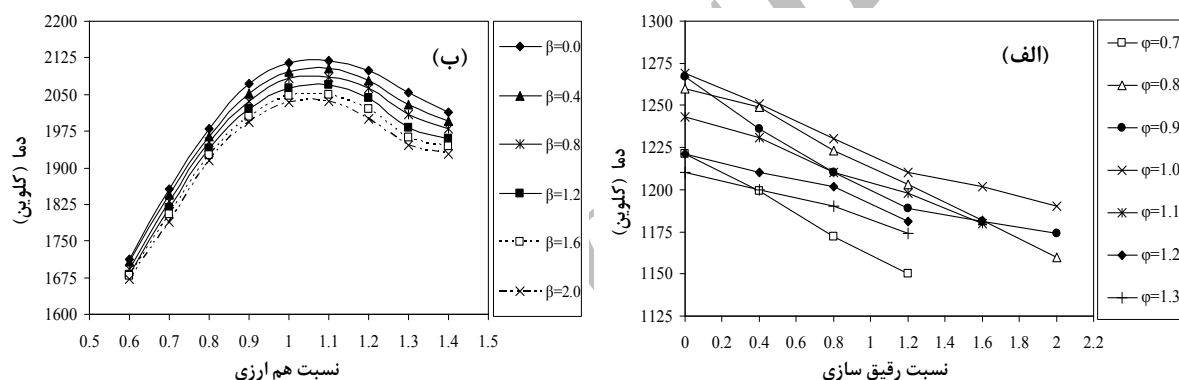 (ب)
دما (کلوین)
2200
2125
2050
1975
1900
1825
1750
1675
1600
0.5 0.6 0.7 0.8 0.9 1 1.1 1.2 1.3 1.4 1.5
نسبت هم ارزی
β=0.0
β=0.4
β=0.8
β=1.2
β=1.6
β=2.0
(الف)
دما (کلوین)
1300
1275
1250
1225
1200
1175
1150
1125
0 0.4 0.6 0.8 1 1.2 1.4 1.6 1.8 2 2.2
نسبت رقیق سازی
φ=0.7
φ=0.8
φ=0.9
φ=1.0
φ=1.1
φ=1.2
φ=1.3